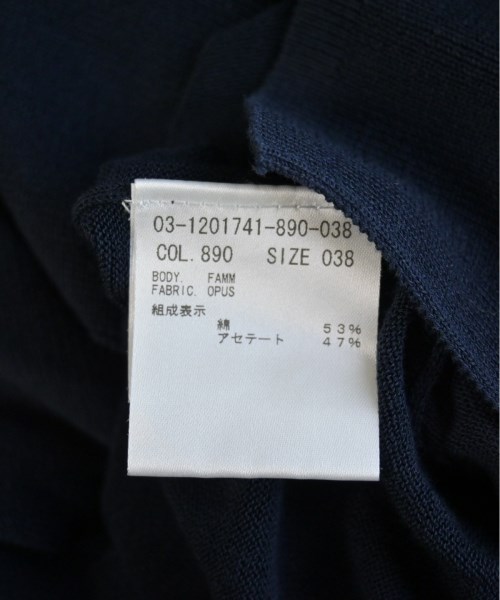 03-1201741-890-038
COL. 890 SIZE 038
BODY. FAMM
FABRIC. OPUS
組成表示
綿 53%
アセテート 47%